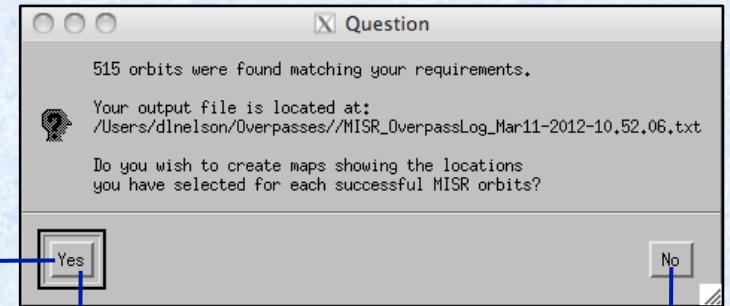 X Question
515 orbits were found matching your requirements.
Your output file is located at:
/Users/dlnelson/Overpasses//MISR_OverpassLog_Mar11-2012-10.52.06.txt
Do you wish to create maps showing the locations
you have selected for each successful MISR orbits?
Yes
No